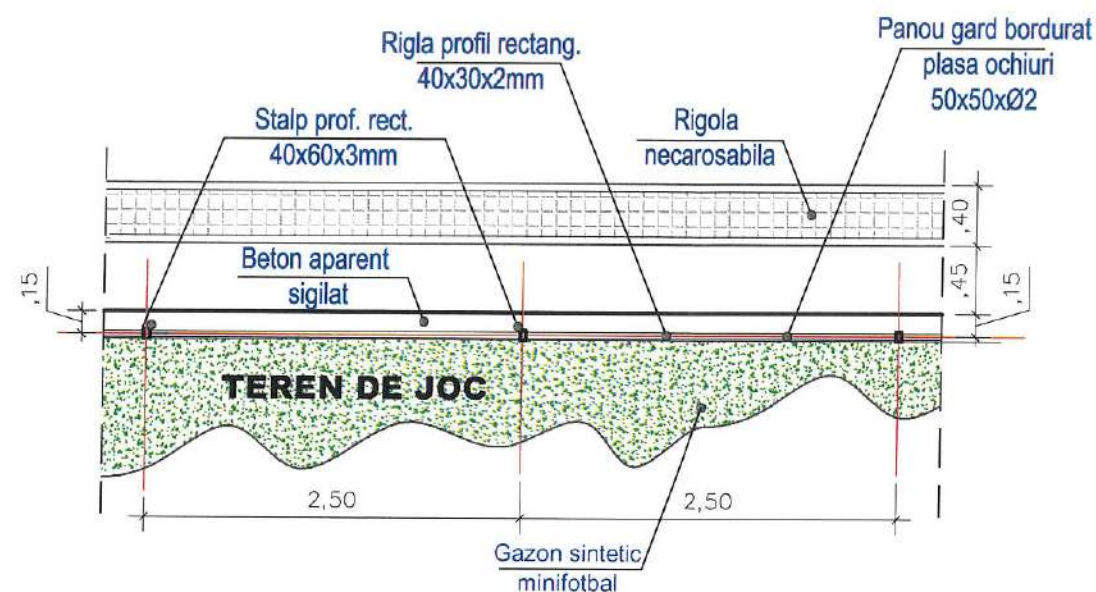 Panou gard bordurat
plasa ochiuri
50x50xØ2
Rigla profil rectang.
40x30x2mm
Stalp prof. rect.
40x60x3mm
Rigola
necarosabila
,40
,45
,15
,15
Beton aparent
sigilat
TEREN DE JOC
2,50
2,50
Gazon sintetic
minifotbal